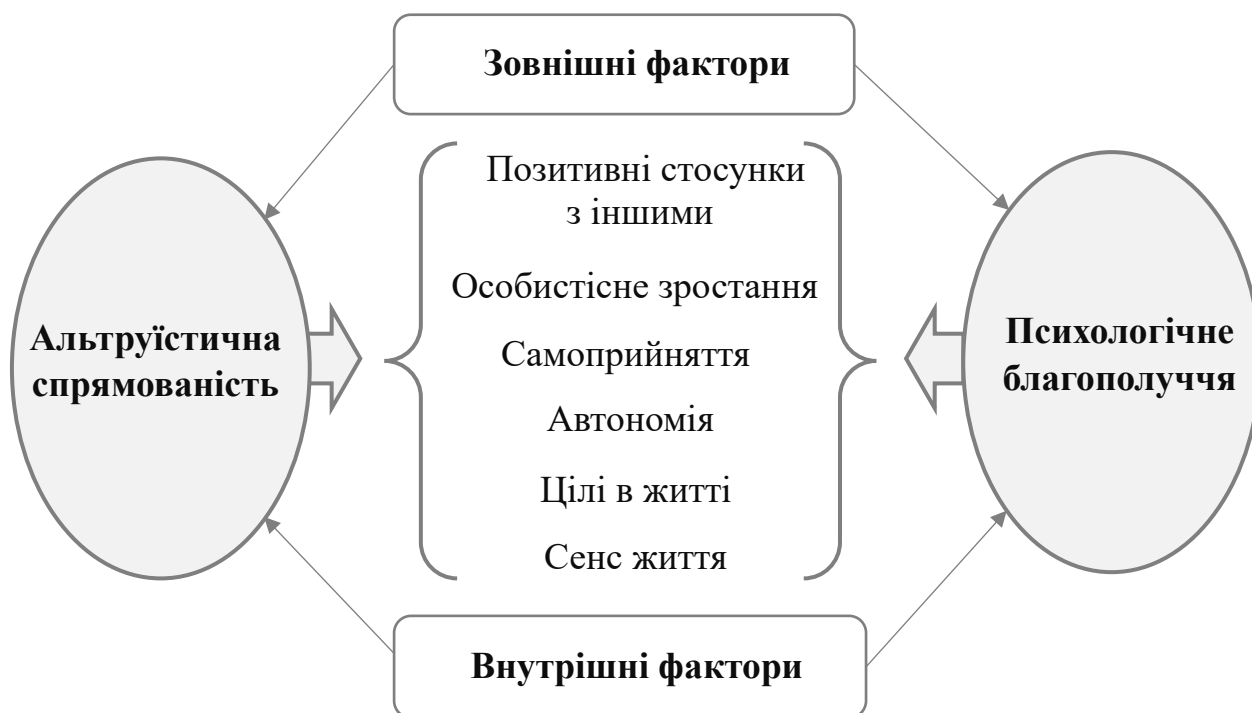 Зовнішні фактори
Позитивні стосунки
з іншими
Особистісне зростання
Альтруїстична
спрямованість
Самоприйняття
Психологічне
благополуччя
Автономія
Цілі в житті
Сенс життя
Внутрішні фактори